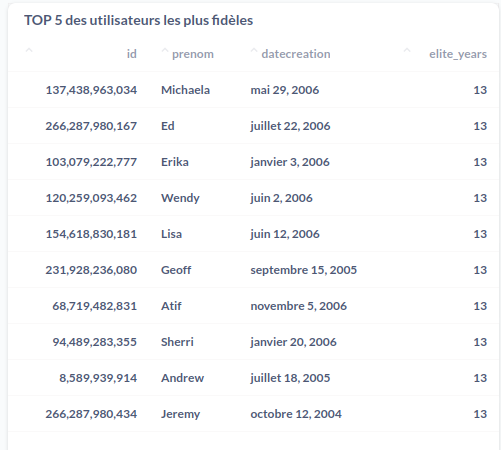 TOP 5 des utilisateurs les plus fidèles
id prenom datecreation elite_years
137,438,963,034 Michaela mai 29, 2006 13
266,287,980,167 Ed juillet 22, 2006 13
103,079,222,777 Erika janvier 3, 2006 13
120,259,093,462 Wendy juin 2, 2006 13
154,618,830,181 Lisa juin 12, 2006 13
231,928,236,080 Geoff septembre 15, 2005 13
68,719,482,831 Atif novembre 5, 2006 13
94,489,283,355 Sherri janvier 20, 2006 13
8,589,939,914 Andrew juillet 18, 2005 13
266,287,980,434 Jeremy octobre 12, 2004 13